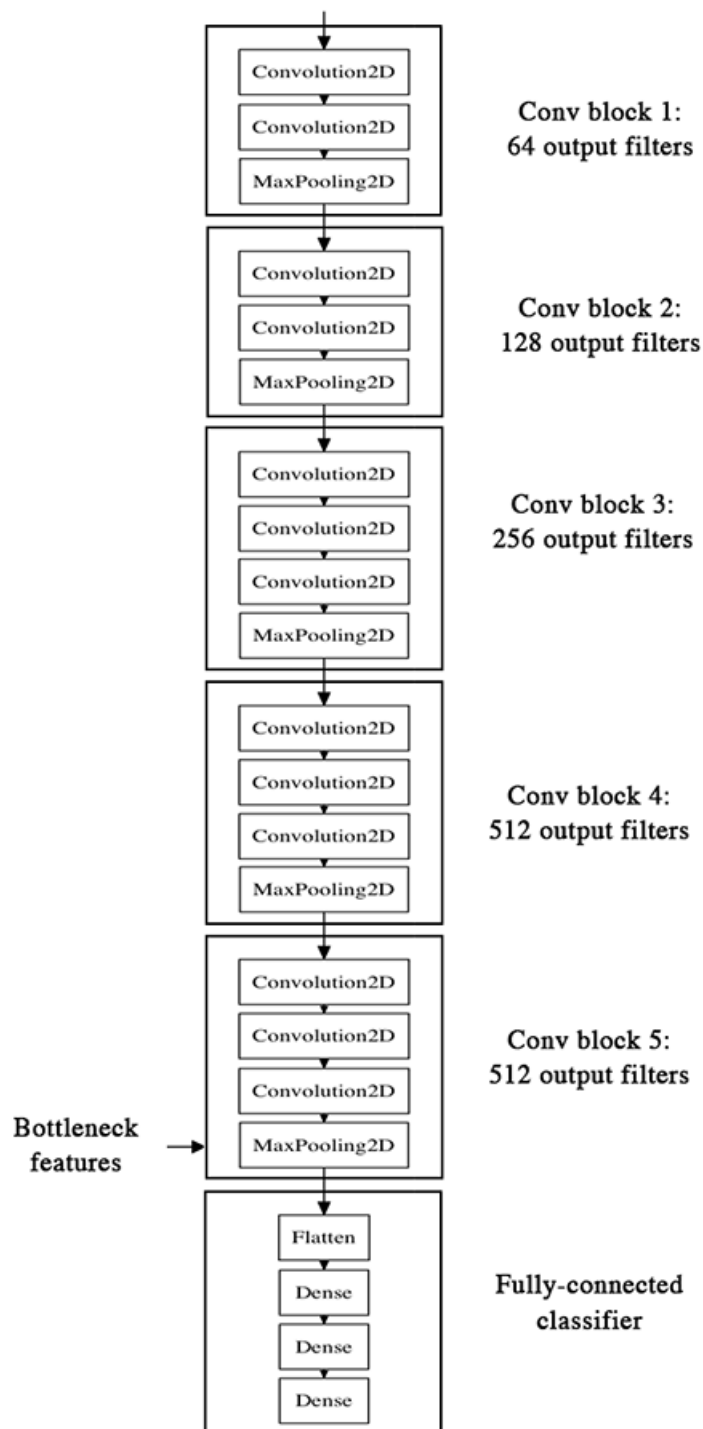 Convolution2D
Convolution2D
MaxPooling2D
Conv block 1:
64 output filters
Convolution2D
Convolution2D
MaxPooling2D
Conv block 2:
128 output filters
Convolution2D
Convolution2D
Convolution2D
MaxPooling2D
Conv block 3:
256 output filters
Convolution2D
Convolution2D
Convolution2D
MaxPooling2D
Conv block 4:
512 output filters
Convolution2D
Convolution2D
Convolution2D
MaxPooling2D
Conv block 5:
512 output filters
Bottleneck
features
Flatten
Dense
Dense
Dense
Fully-connected
classifier